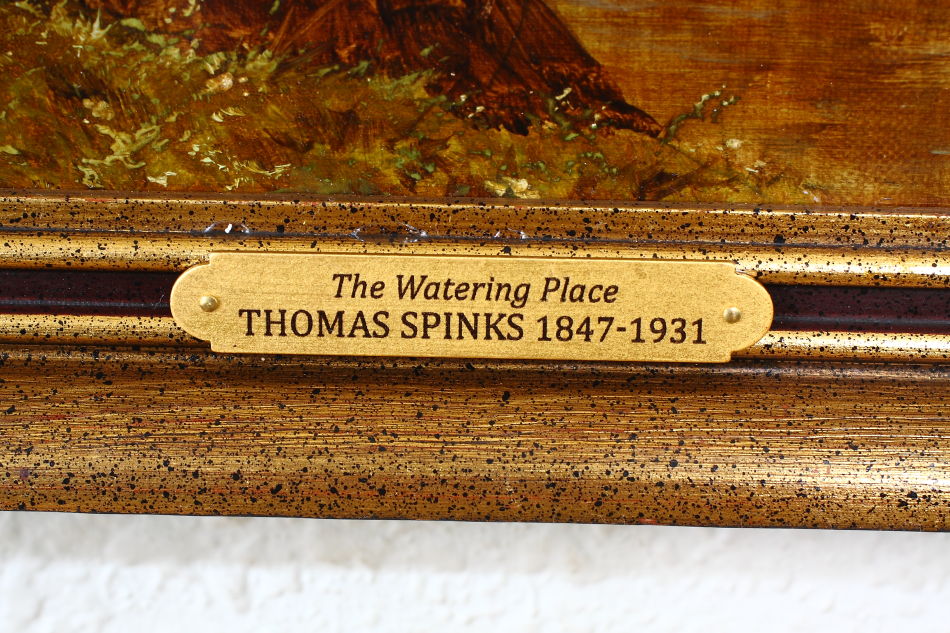 The Watering Place
THOMAS SPINKS 1847-1931